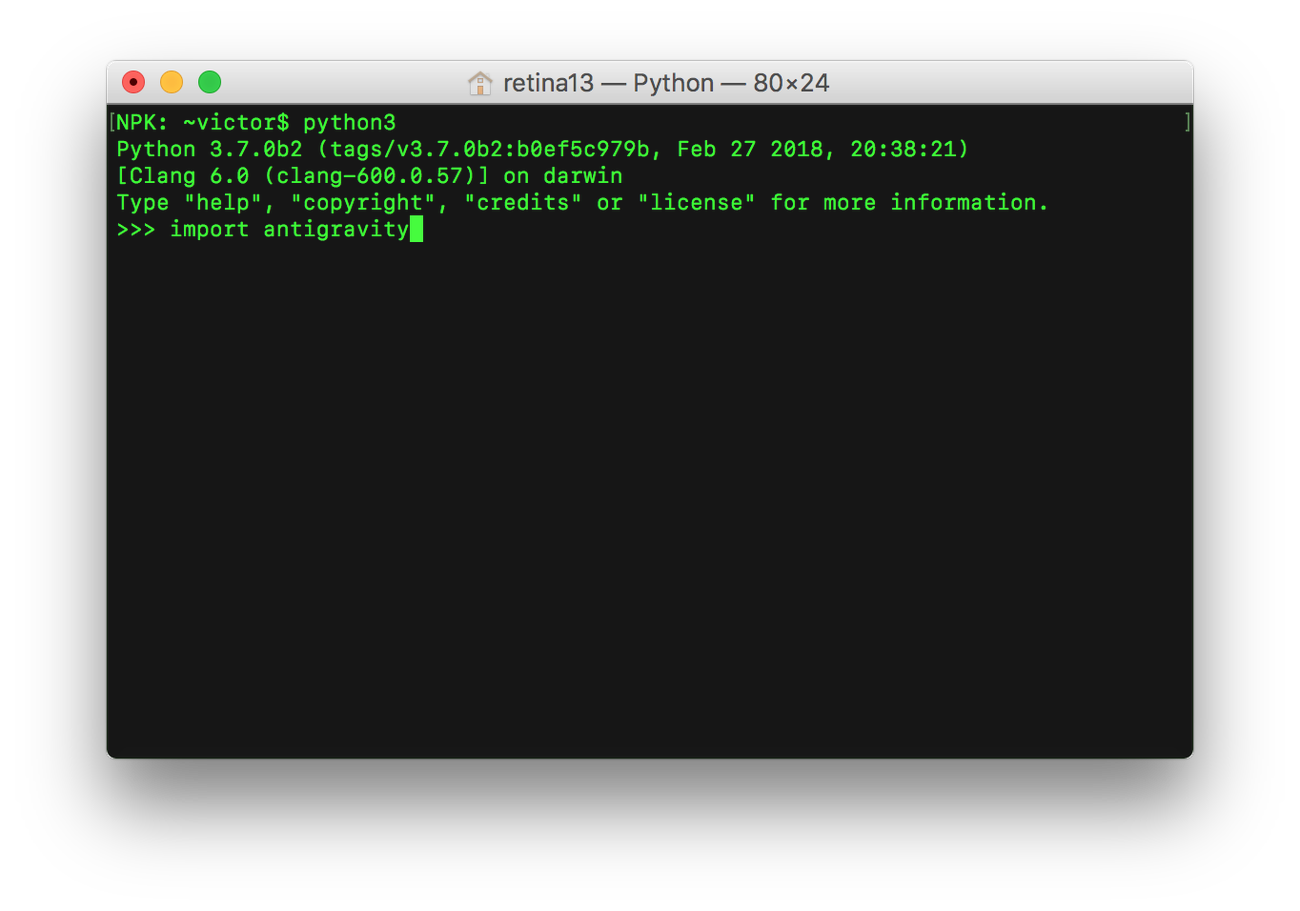 retina13 — Python — 80×24
[NPK: ~victor$ python3 ]
Python 3.7.0b2 (tags/v3.7.0b2:b0ef5c979b, Feb 27 2018, 20:38:21)
[Clang 6.0 (clang-600.0.57)] on darwin
Type "help", "copyright", "credits" or "license" for more information.
>>> import antigravity